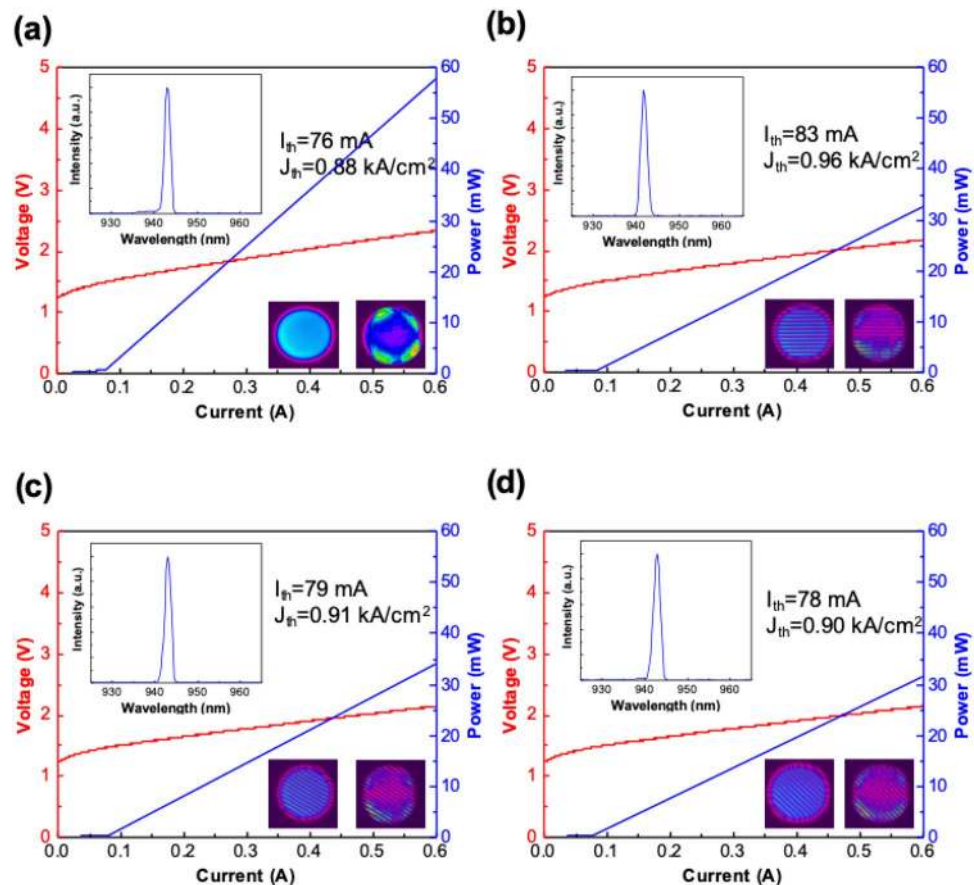 (a)
5
4
3
2
1
0
Voltage (V)
60
50
40
30
20
10
0
Power (mW)
0.0 0.1 0.2 0.3 0.4 0.5 0.6
Current (A)
Intensity (a.u.)
930 940 950 960
Wavelength (nm)
Ith=76 mA
Jth=0.88 kA/cm²
(b)
5
4
3
2
1
0
Voltage (V)
60
50
40
30
20
10
0
Power (mW)
0.0 0.1 0.2 0.3 0.4 0.5 0.6
Current (A)
Intensity (a.u.)
930 940 950 960
Wavelength (nm)
Ith=83 mA
Jth=0.96 kA/cm²
(c)
5
4
3
2
1
0
Voltage (V)
60
50
40
30
20
10
0
Power (mW)
0.0 0.1 0.2 0.3 0.4 0.5 0.6
Current (A)
Intensity (a.u.)
930 940 950 960
Wavelength (nm)
Ith=79 mA
Jth=0.91 kA/cm²
(d)
5
4
3
2
1
0
Voltage (V)
60
50
40
30
20
10
0
Power (mW)
0.0 0.1 0.2 0.3 0.4 0.5 0.6
Current (A)
Intensity (a.u.)
930 940 950 960
Wavelength (nm)
Ith=78 mA
Jth=0.90 kA/cm²